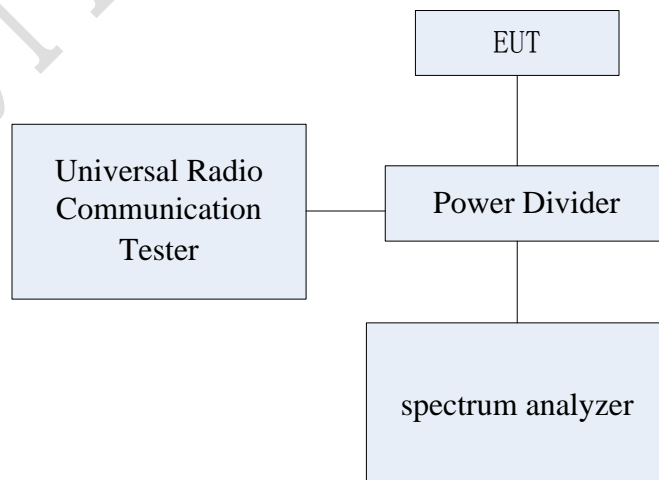 EUT
Universal Radio
Communication
Tester
Power Divider
spectrum analyzer